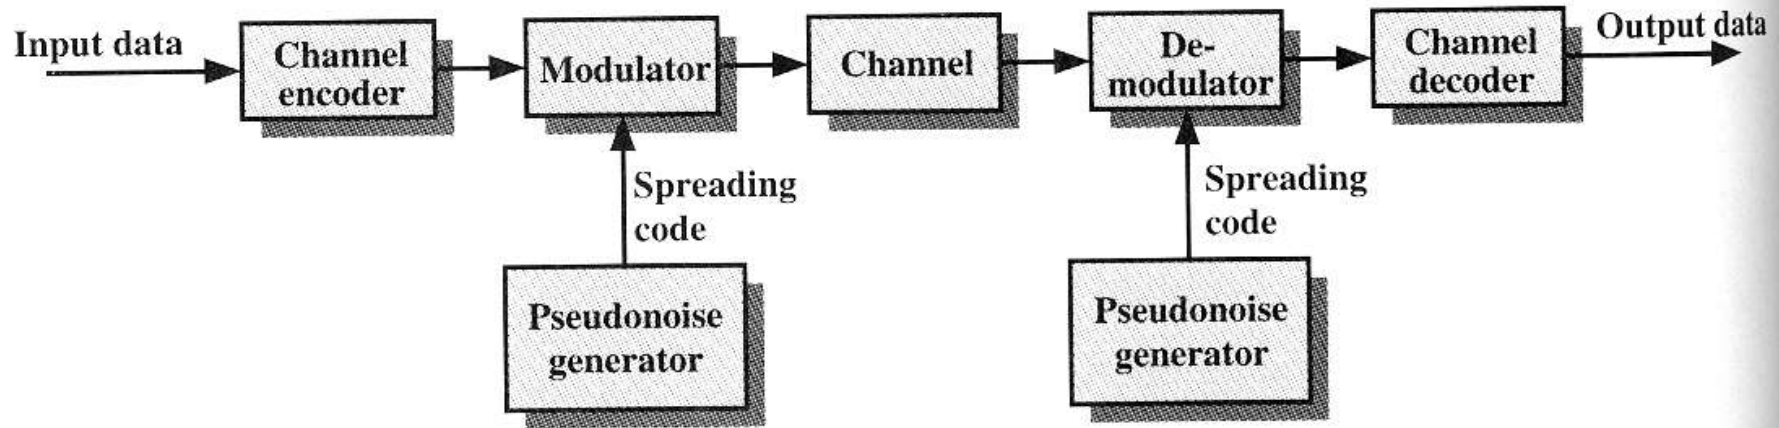 Input data
Channel
encoder
Modulator
Channel
De-
modulator
Channel
decoder
Output data
Spreading
code
Spreading
code
Pseudonoise
generator
Pseudonoise
generator